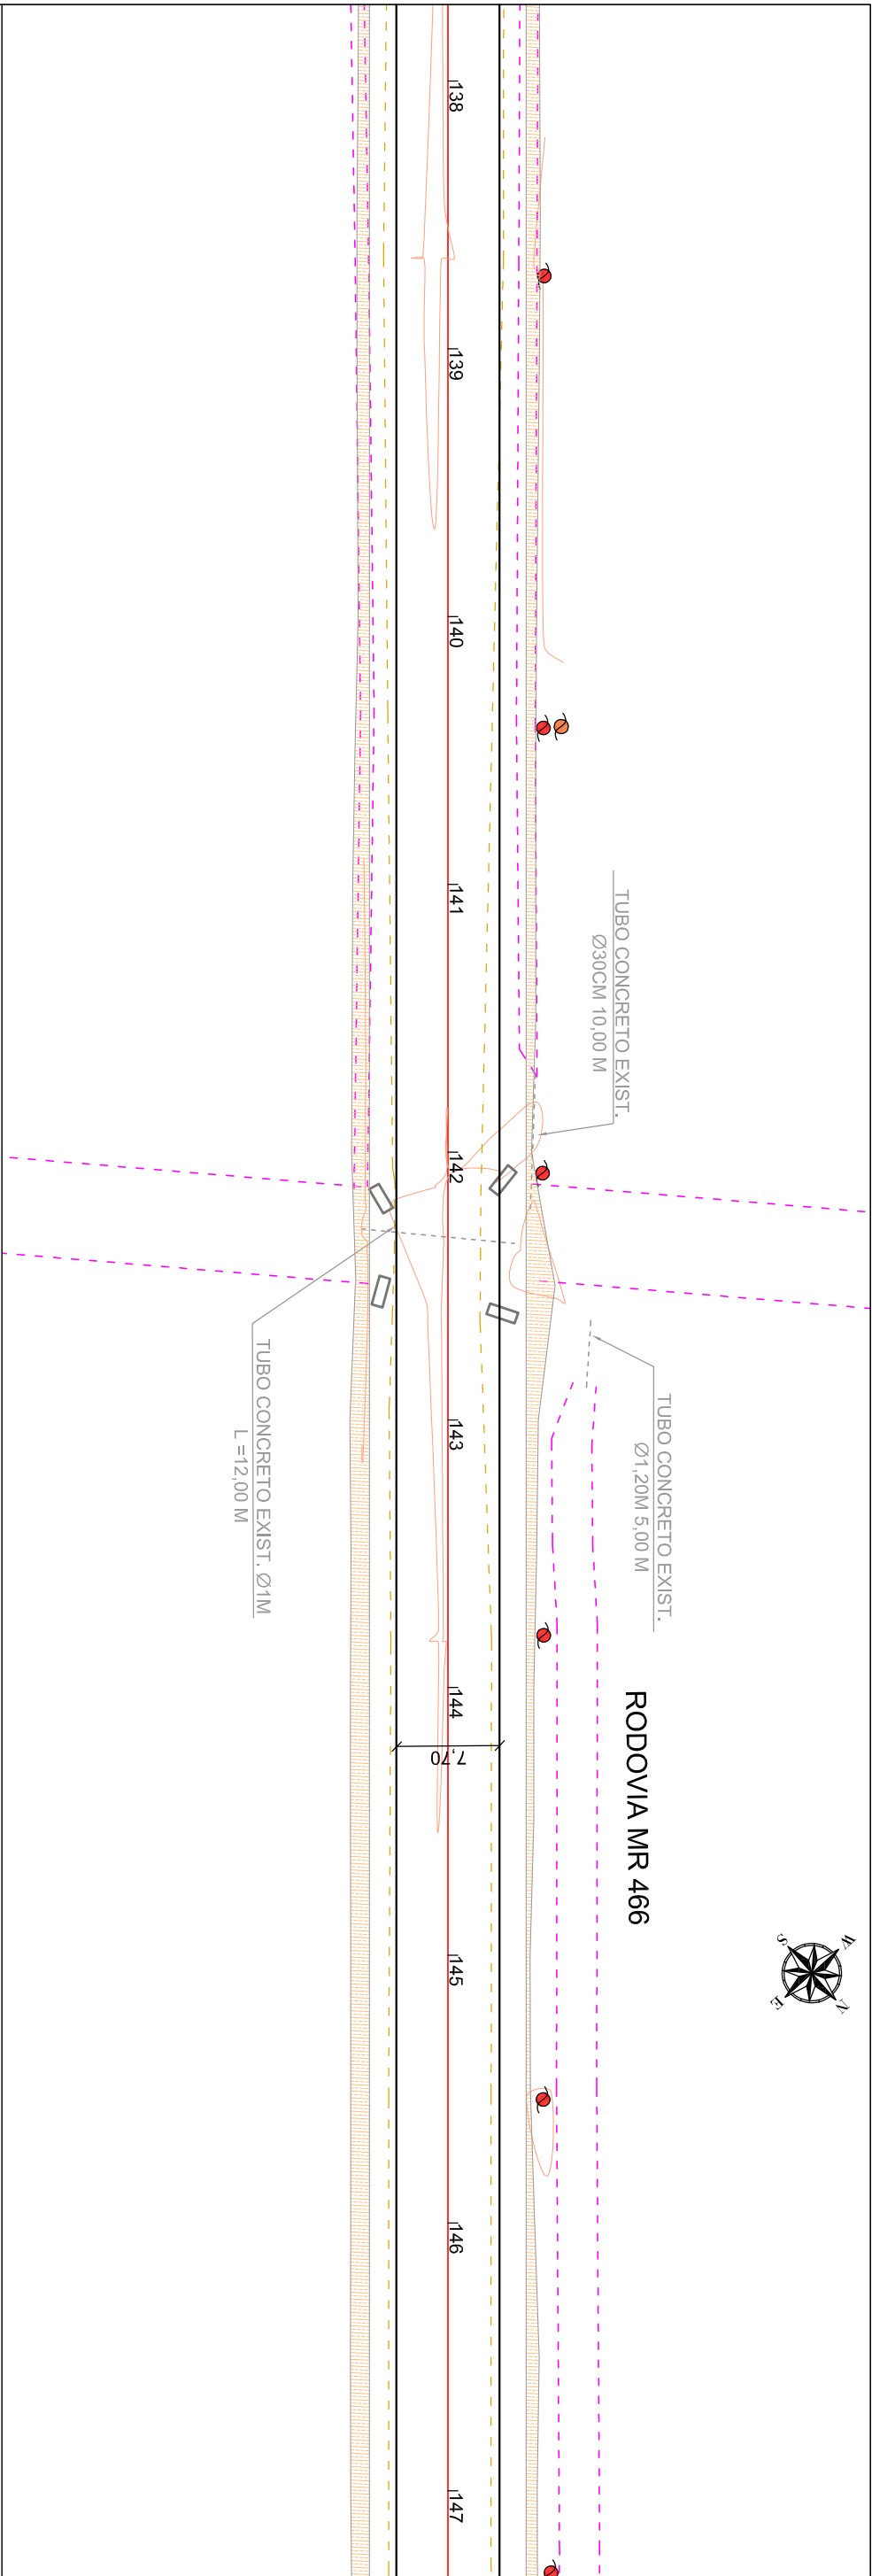 138
139
140
141
142
143
144
145
146
147
TUBO CONCRETO EXIST.
Ø30CM 10,00 M
TUBO CONCRETO EXIST.
Ø1,20M 5,00 M
TUBO CONCRETO EXIST. Ø1M
L =12,00 M
7,70
RODOVIA MR 466
W
N
S
E